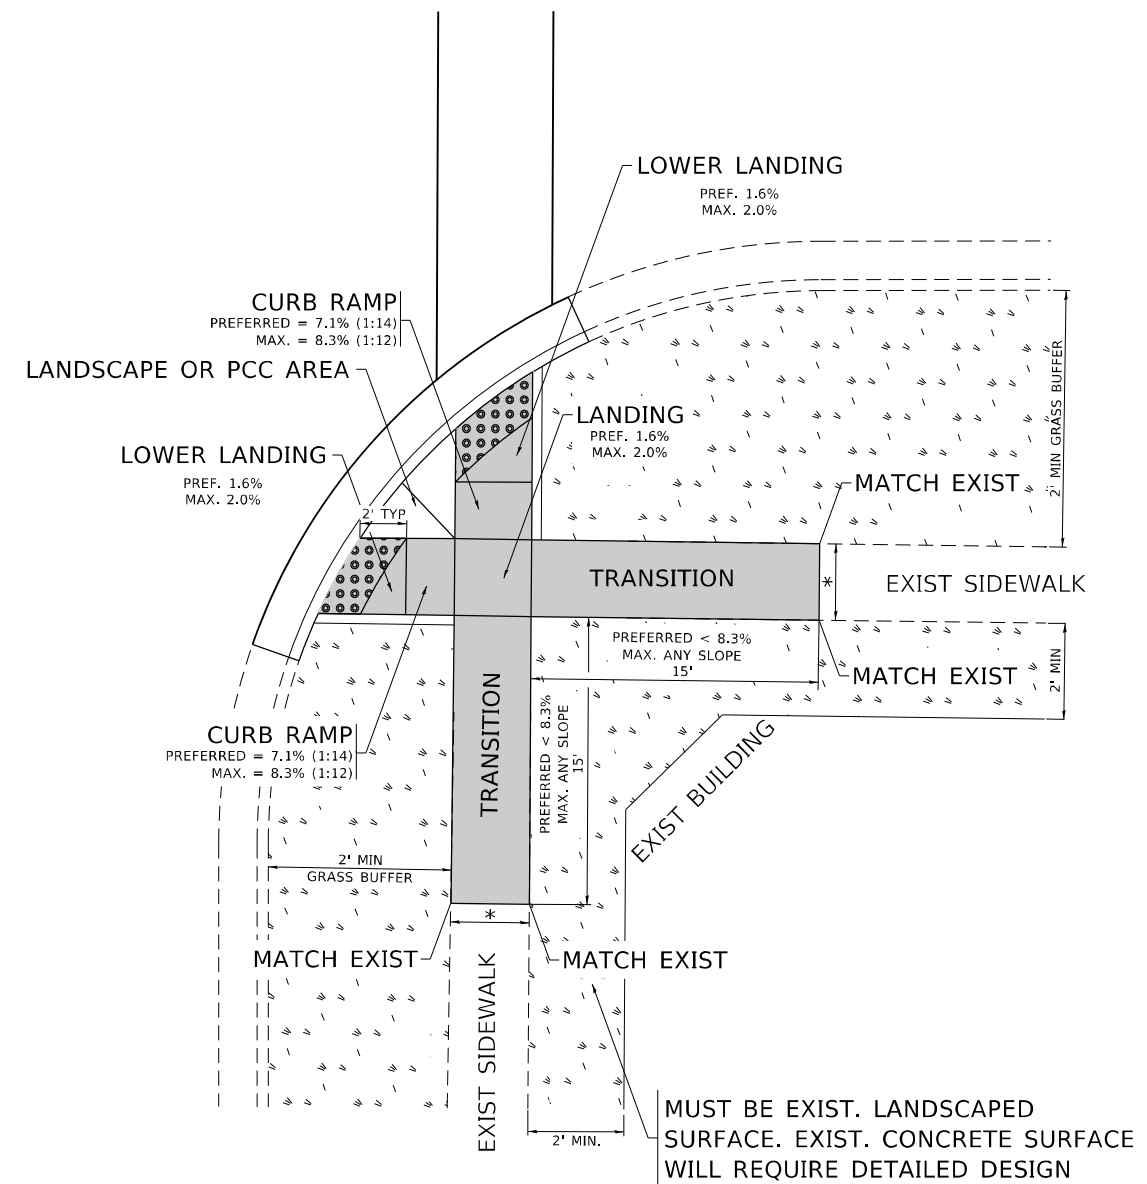 LOWER LANDING
PREF. 1.6%
MAX. 2.0%
CURB RAMP
PREFERRED = 7.1% (1:14)
MAX. = 8.3% (1:12)
LANDSCAPE OR PCC AREA
LANDING
PREF. 1.6%
MAX. 2.0%
2' MIN GRASS BUFFER
LOWER LANDING
PREF. 1.6%
MAX. 2.0%
MATCH EXIST
2' TYP
TRANSITION
*
EXIST SIDEWALK
PREFERRED < 8.3%
MAX. ANY SLOPE
15'
MATCH EXIST
2' MIN
TRANSITION
PREFERRED < 8.3%
MAX. ANY SLOPE
15'
CURB RAMP
PREFERRED = 7.1% (1:14)
MAX. = 8.3% (1:12)
EXIST BUILDING
2' MIN
GRASS BUFFER
*
MATCH EXIST
MATCH EXIST
EXIST SIDEWALK
2' MIN.
MUST BE EXIST. LANDSCAPED
SURFACE. EXIST. CONCRETE SURFACE
WILL REQUIRE DETAILED DESIGN